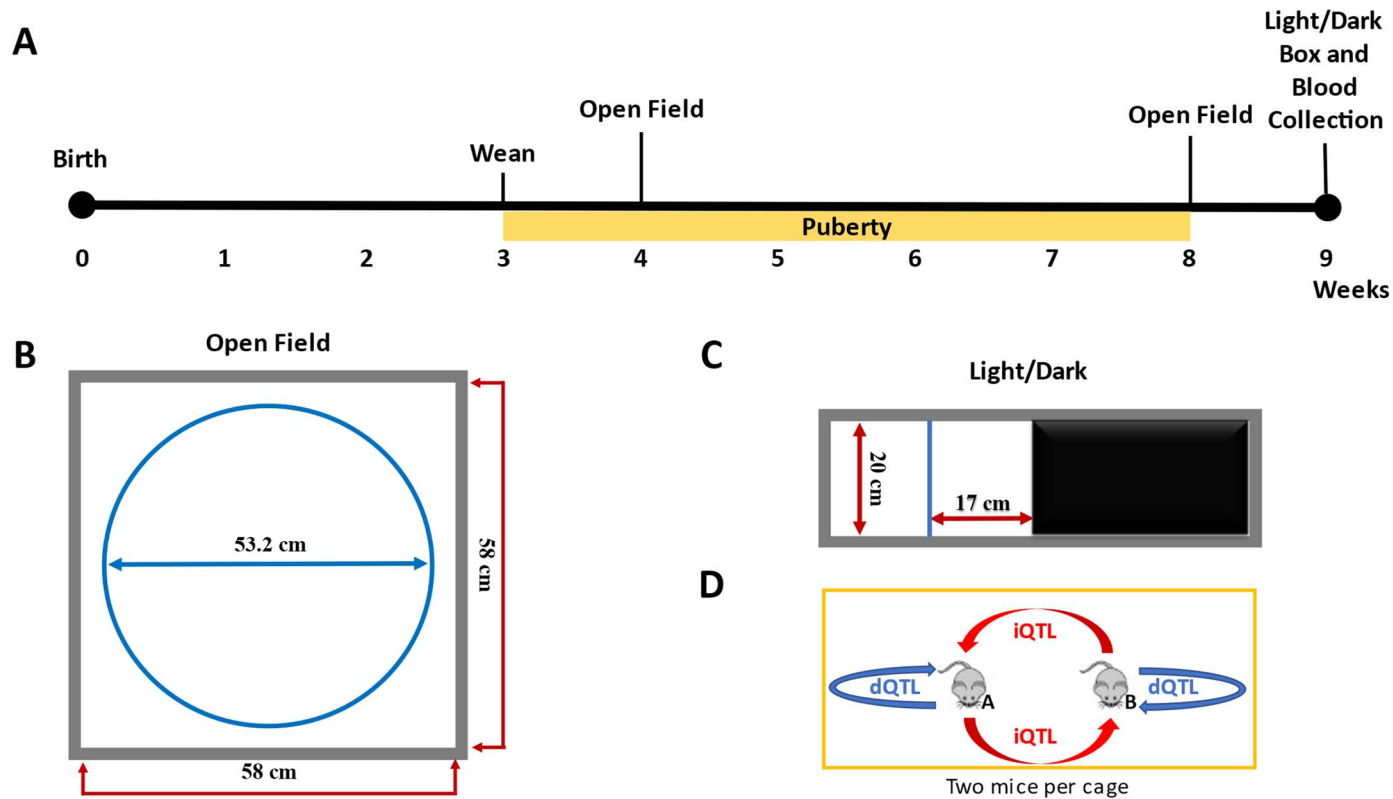 A
Birth
Wean
Open Field
Open Field
Light/Dark
Box and
Blood
Collection
Puberty
0 1 2 3 4 5 6 7 8 9
Weeks
B
Open Field
53.2 cm
58 cm
58 cm
C
Light/Dark
20 cm
17 cm
D
iQTL
dQTL
A
B
dQTL
iQTL
Two mice per cage